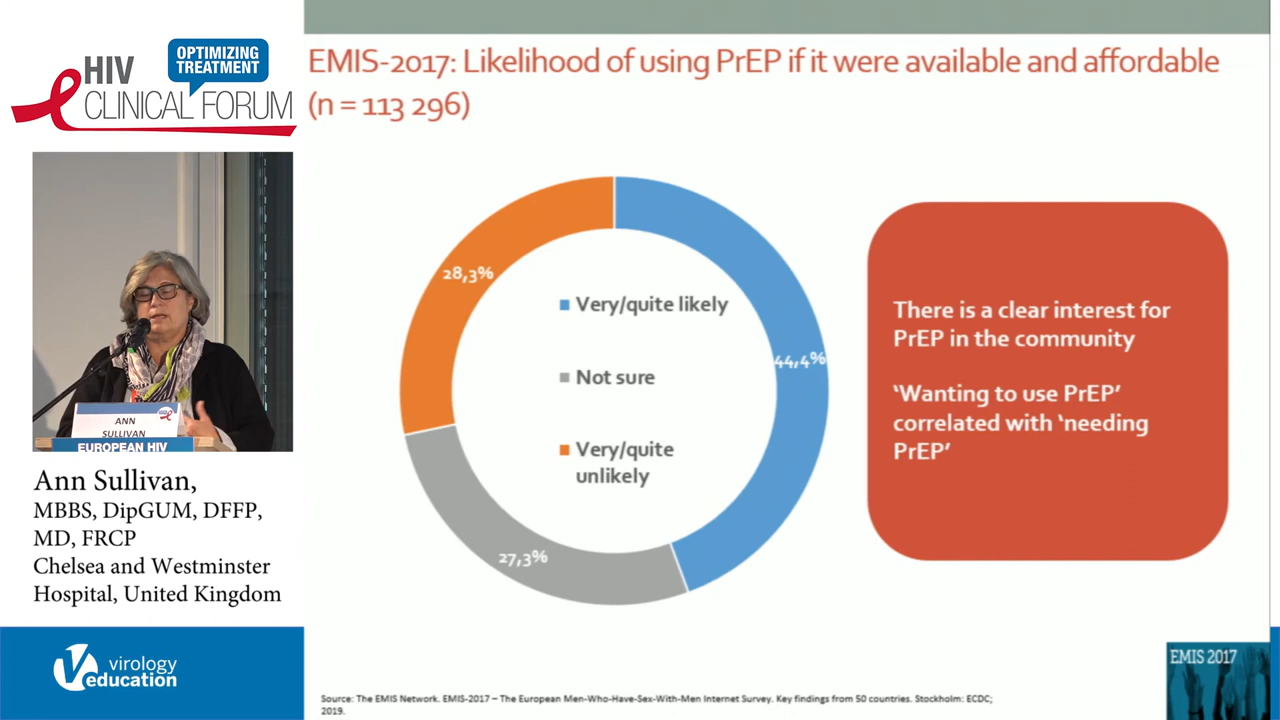 HIV
CLINICAL FORUM
OPTIMIZING
TREATMENT
EMIS-2017: Likelihood of using PrEP if it were available and affordable
(n = 113 296)
28,3%
44,4%
27,3%
Very/quite likely
Not sure
Very/quite
unlikely
There is a clear interest for
PrEP in the community
‘Wanting to use PrEP’
correlated with ‘needing
PrEP’
ANN
SULLIVAN
EUROPEAN HIV
Ann Sullivan,
MBBS, DipGUM, DFFP,
MD, FRCP
Chelsea and Westminster
Hospital, United Kingdom
virology
education
EMIS 2017
Source: The EMIS Network. EMIS-2017 – The European Men-Who-Have-Sex-With-Men Internet Survey. Key findings from 50 countries. Stockholm: ECDC;
2019.